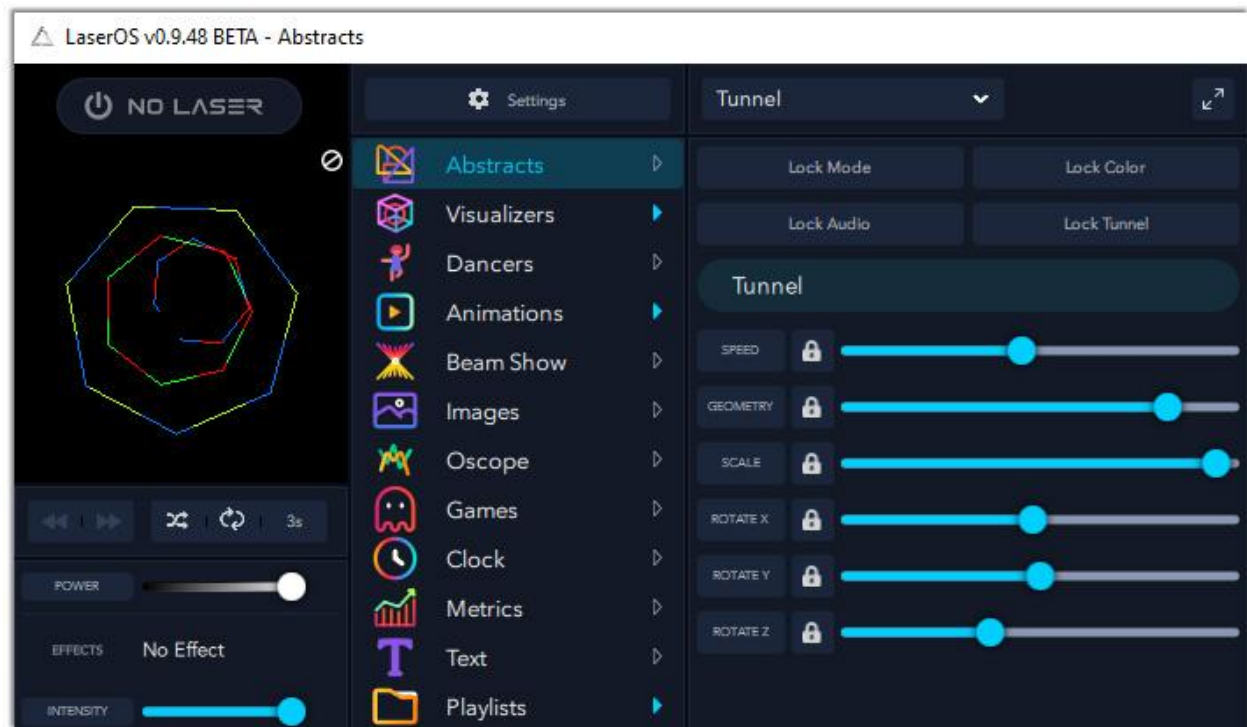 LaserOS v0.9.48 BETA - Abstracts
NO LASER
Settings
Tunnel
Abstracts
Visualizers
Dancers
Animations
Beam Show
Images
Oscope
Games
Clock
Metrics
Text
Playlists
Lock Mode
Lock Color
Lock Audio
Lock Tunnel
Tunnel
SPEED
GEOMETRY
SCALE
ROTATE X
ROTATE Y
ROTATE Z
3s
POWER
EFFECTS No Effect
INTENSITY